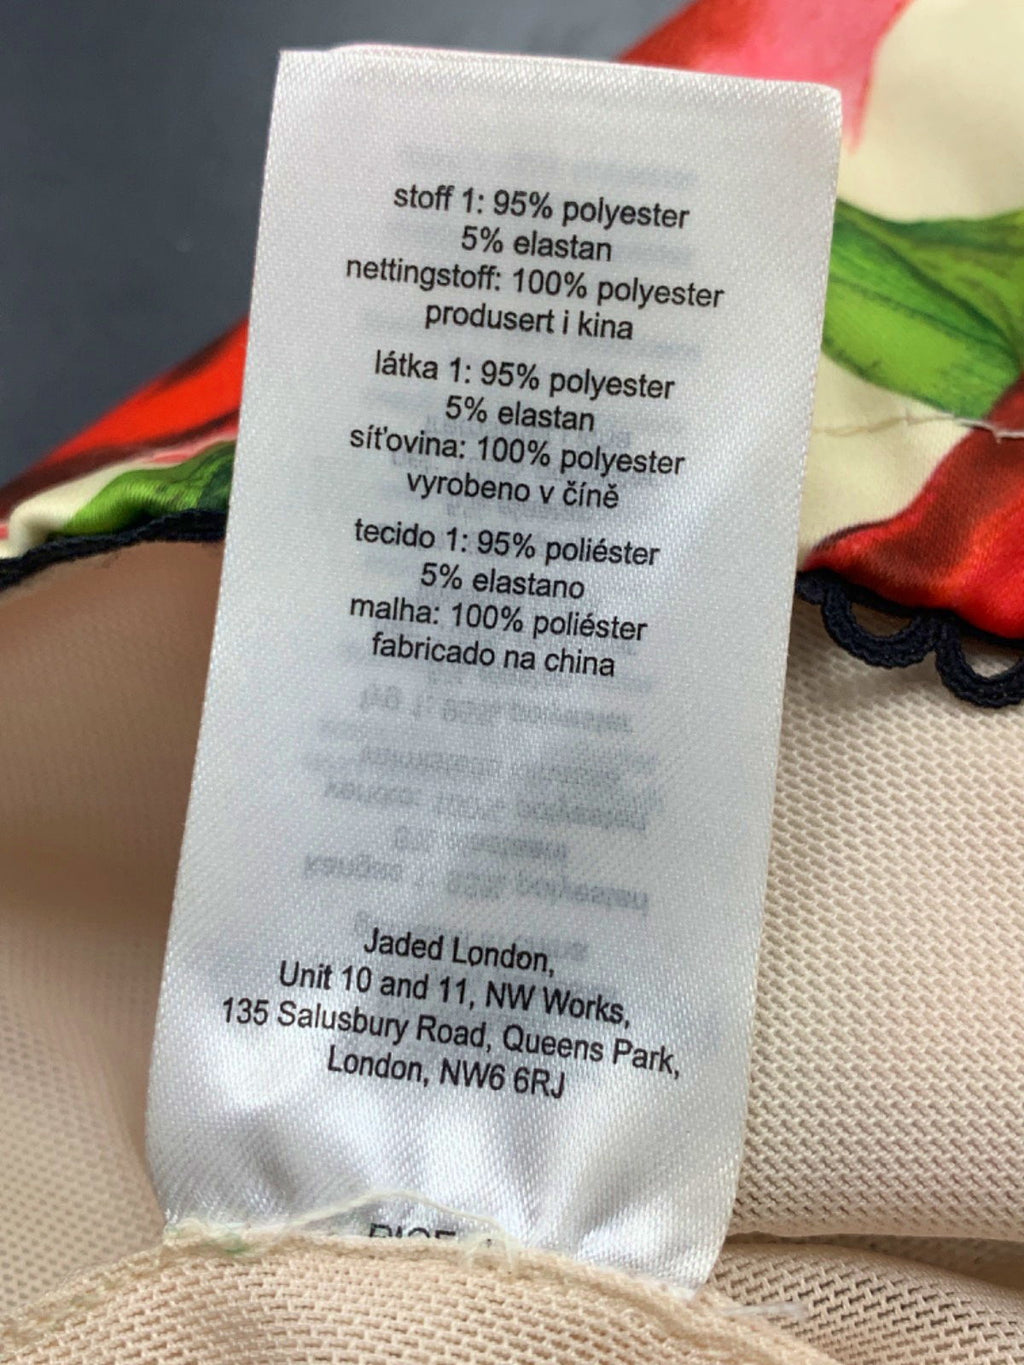 stoff 1: 95% polyester
5% elastan
nettingstoff: 100% polyester
produsert i kina
látka 1: 95% polyester
5% elastan
síťovina: 100% polyester
vyrobeno v číně
tecido 1: 95% poliéster
5% elastano
malha: 100% poliéster
fabricado na china
Jaded London,
Unit 10 and 11, NW Works,
135 Salusbury Road, Queens Park,
London, NW6 6RJ